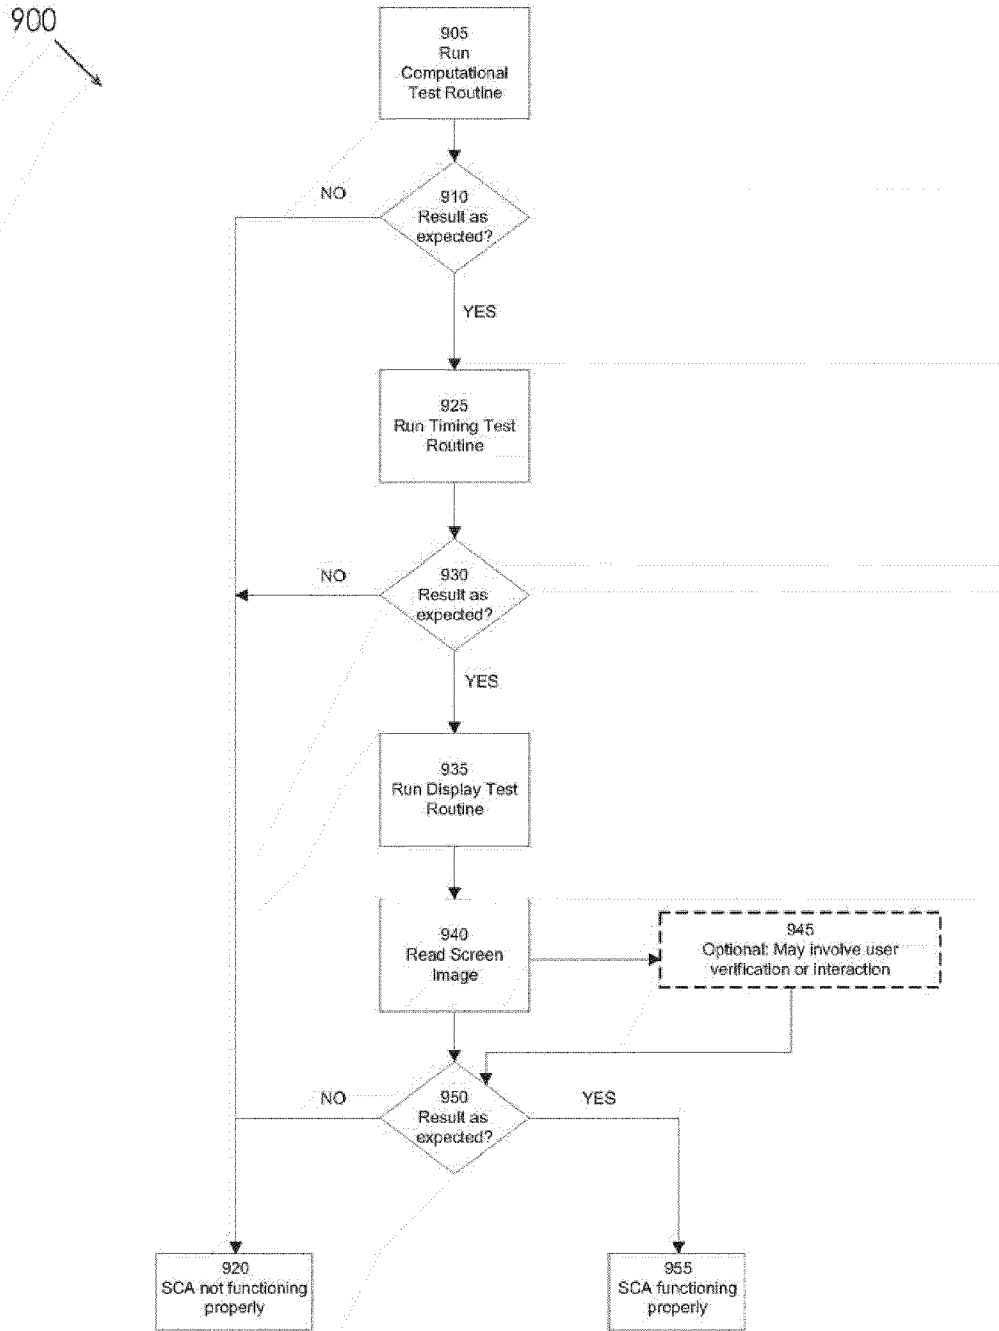 900
905
Run
Computational
Test Routine
NO
910
Result as
expected?
YES
925
Run Timing Test
Routine
NO
930
Result as
expected?
YES
935
Run Display Test
Routine
940
Read Screen
Image
945
Optional: May involve user
verification or interaction
NO
950
Result as
expected?
YES
920
SCA not functioning
properly
955
SCA functioning
properly